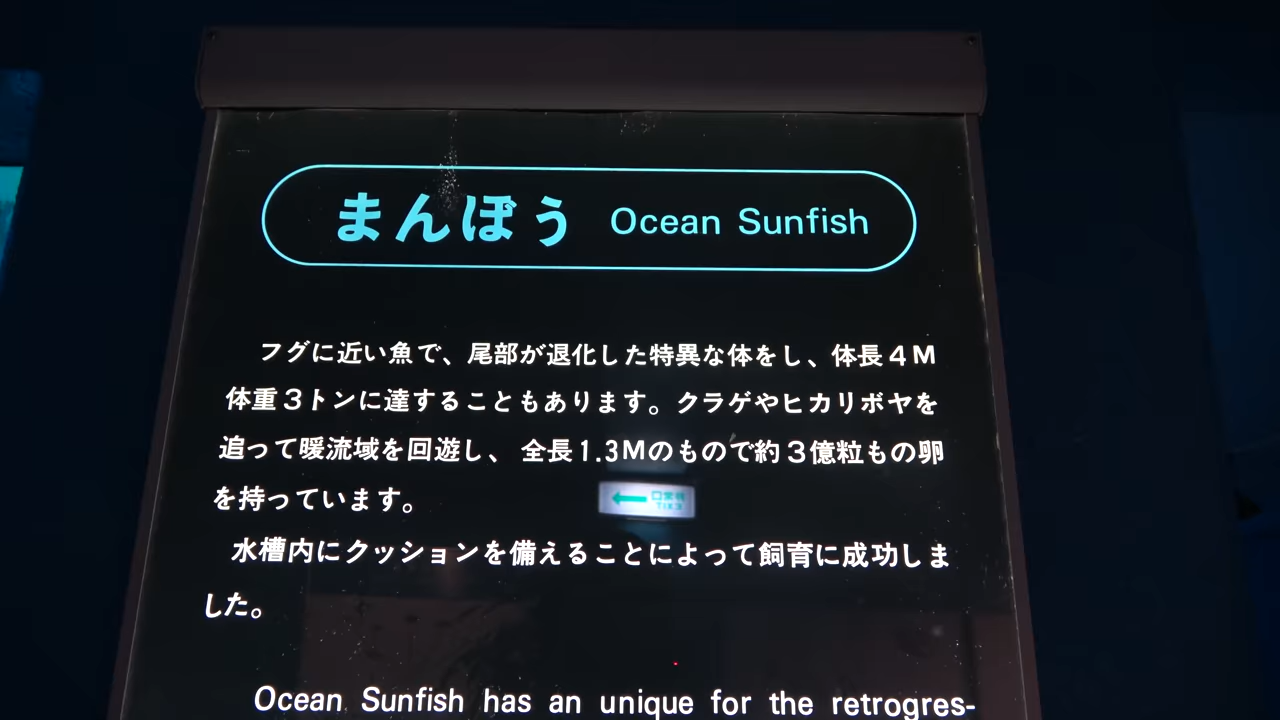 まんぼう Ocean Sunfish
フグに近い魚で、尾部が退化した特異な体をし、体長4M
体重3トンに達することもあります。クラゲやヒカリボヤを
追って暖流域を回遊し、全長1.3Mのもので約3億粒もの卵
を持っています。
水槽内にクッションを備えることによって飼育に成功しま
した。
Ocean Sunfish has an unique for the retrogres-